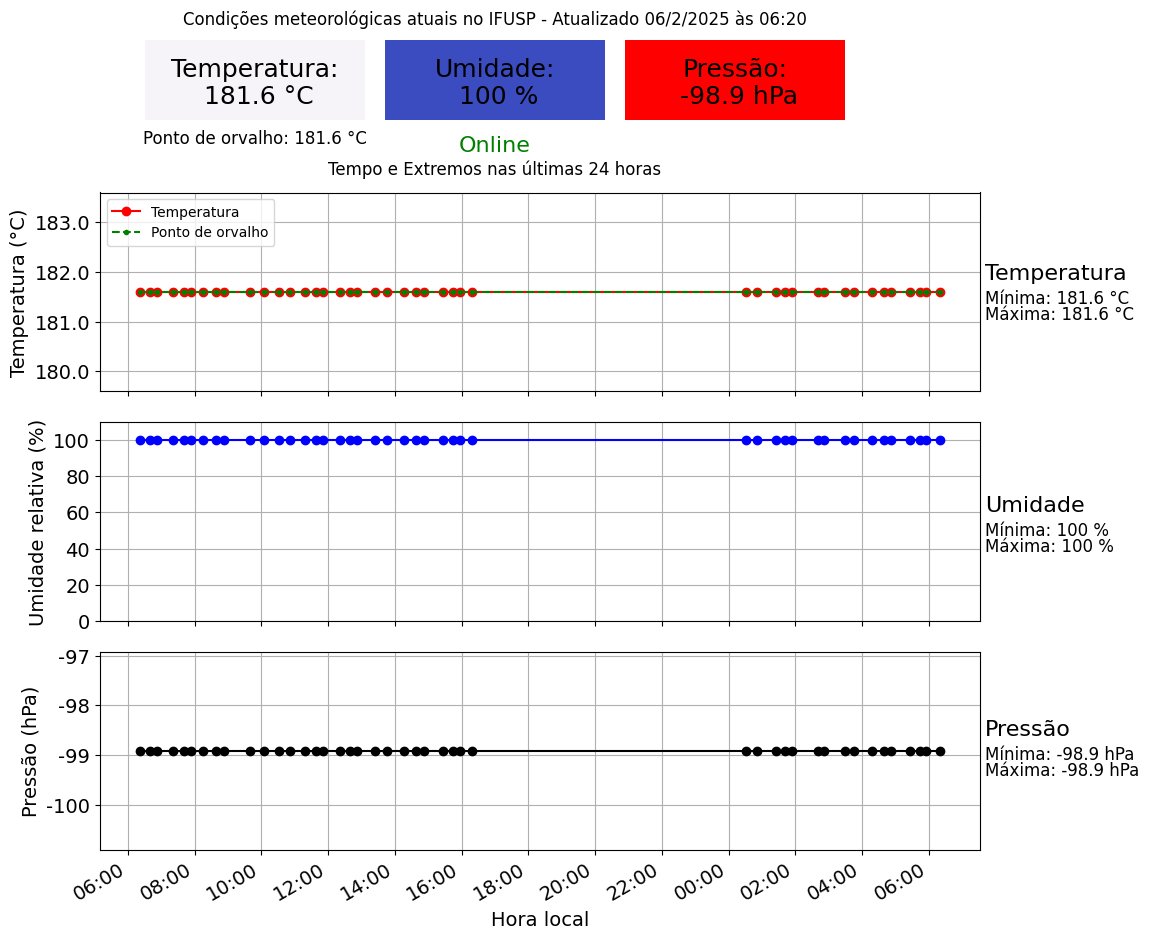 Condições meteorológicas atuais no IFUSP - Atualizado 06/2/2025 às 06:20
Temperatura:
181.6 °C
Umidade:
100 %
Pressão:
-98.9 hPa
Ponto de orvalho: 181.6 °C
Online
Tempo e Extremos nas últimas 24 horas
Temperatura (°C)
183.0
182.0
181.0
180.0
Temperatura
Ponto de orvalho
Temperatura
Mínima: 181.6 °C
Máxima: 181.6 °C
Umidade relativa (%)
100
80
60
40
20
0
Umidade
Mínima: 100 %
Máxima: 100 %
Pressão (hPa)
-97
-98
-99
-100
Pressão
Mínima: -98.9 hPa
Máxima: -98.9 hPa
06:00
08:00
10:00
12:00
14:00
16:00
18:00
20:00
22:00
00:00
02:00
04:00
06:00
Hora local